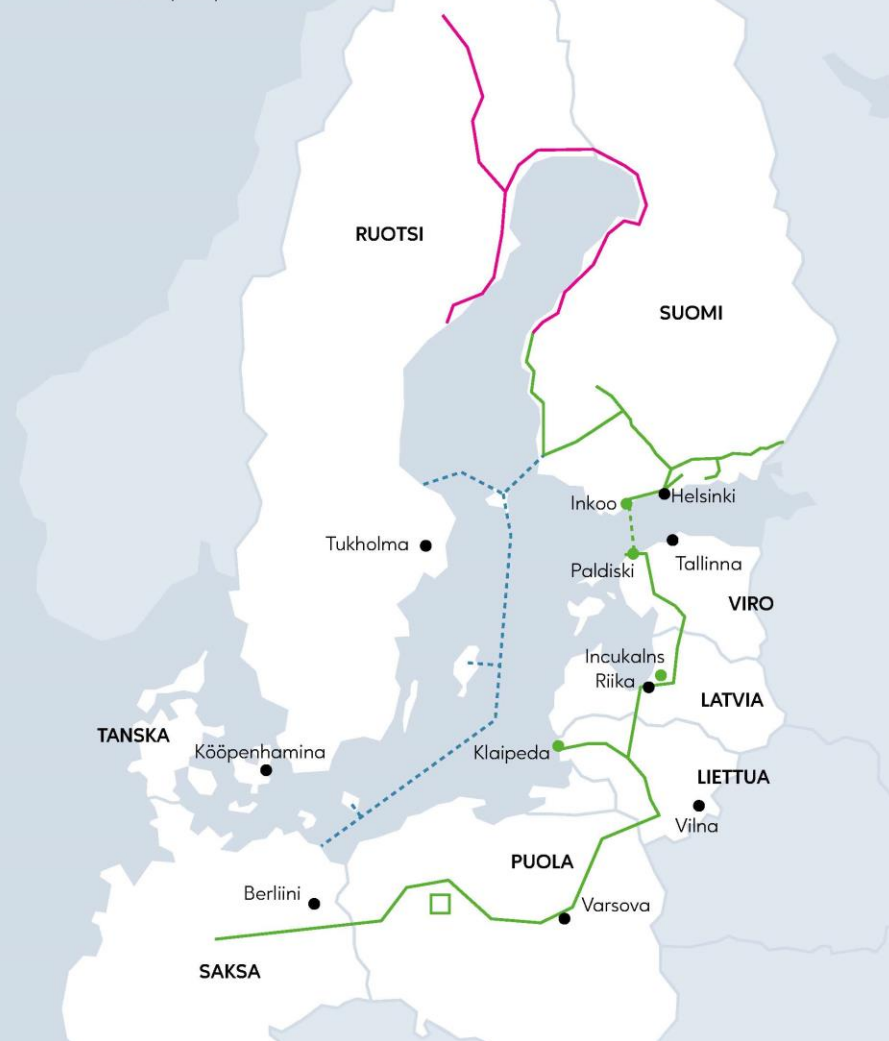 RUOTSI
SUOMI
Inkoo
Helsinki
Tukholma
Paldiski
Tallinna
VIRO
Incukalns
Riika
LATVIA
TANSKA
Kööpenhamina
Klaipeda
LIETTUA
Vilna
PUOLA
Berliini
Varsova
SAKSA